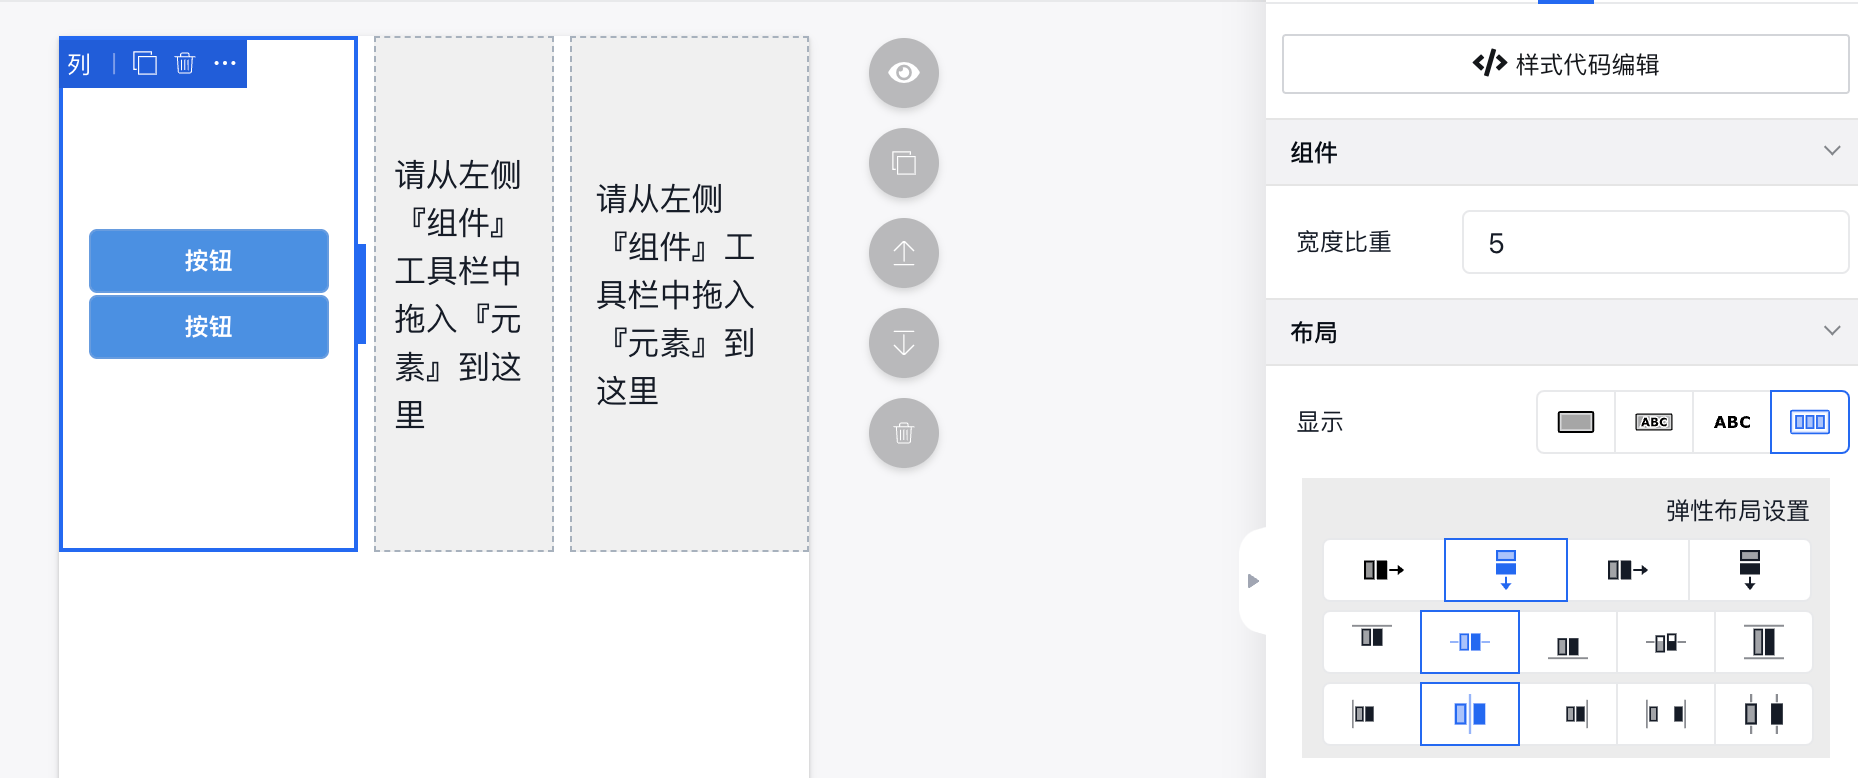 列
按钮
按钮
请从左侧
『组件』
工具栏中
拖入『元
素』到这
里
请从左侧
『组件』工
具栏中拖入
『元素』到
这里
样式代码编辑
组件
宽度比重
5
布局
显示
ABC
ABC
弹性布局设置